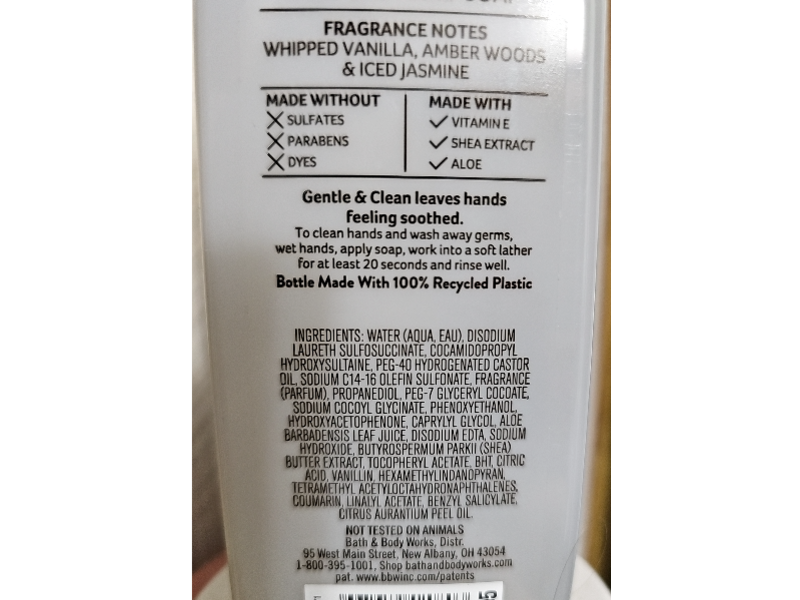 FRAGRANCE NOTES
WHIPPED VANILLA, AMBER WOODS
& ICED JASMINE
MADE WITHOUT
SULFATES
PARABENS
DYES
MADE WITH
VITAMIN E
SHEA EXTRACT
ALOE
Gentle & Clean leaves hands
feeling soothed.
To clean hands and wash away germs,
wet hands, apply soap, work into a soft lather
for at least 20 seconds and rinse well.
Bottle Made With 100% Recycled Plastic
INGREDIENTS: WATER (AQUA, EAU), DISODIUM
LAURETH SULFOSUCCINATE, COCAMIDOPROPYL
HYDROXYSULTAINE, PEG-40 HYDROGENATED CASTOR
OIL, SODIUM C14-16 OLEFIN SULFONATE, FRAGRANCE
(PARFUM), PROPANEDIOL, PEG-7 GLYCERYL COCOATE,
SODIUM COCOYL GLYCINATE, PHENOXYETHANOL,
HYDROXYACETOPHENONE, CAPRYLYL GLYCOL, ALOE
BARBADENSIS LEAF JUICE, DISODIUM EDTA, SODIUM
HYDROXIDE, BUTYROSPERMUM PARKII (SHEA)
BUTTER EXTRACT, TOCOPHERYL ACETATE, BHT, CITRIC
ACID, VANILLIN, HEXAMETHYLINDANOPYRAN,
TETRAMETHYL ACETYLOCTAHYDRONAPHTHALENES,
COUMARIN, LINALYL ACETATE, BENZYL SALICYLATE,
CITRUS AURANTIUM PEEL OIL.
NOT TESTED ON ANIMALS
Bath & Body Works, Distr.
95 West Main Street, New Albany, OH 43054
1-800-395-1001, Shop bathandbodyworks.com
pat. www.bbwinc.com/patents